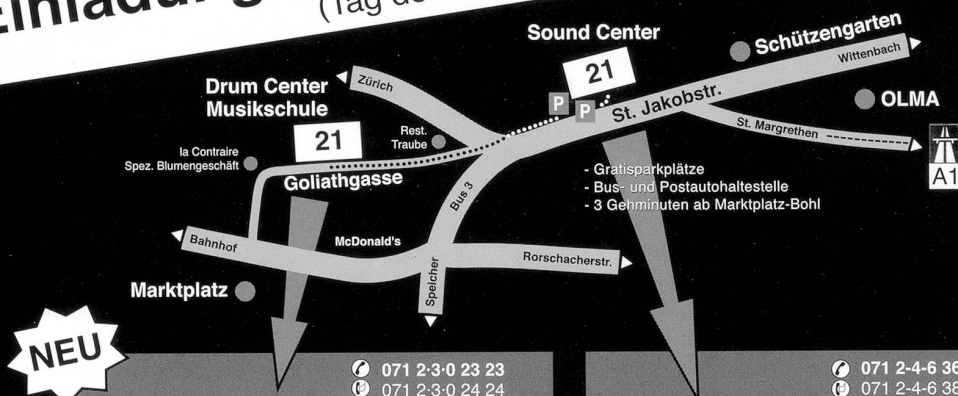 Einladung
(Tag de
Sound Center
21
Schützengarten
Wittenbach
Zürich
Drum Center
Musikschule
21
P
P
St. Jakobstr.
OLMA
Rest.
Traube
St. Margrethen
la Contraire
Spez. Blumengeschäft
Goliathgasse
A1
- Gratisparkplätze
- Bus- und Postautohaltestelle
- 3 Gehminuten ab Marktplatz-Bohl
Bus 3
Bahnhof
McDonald's
Rorschacherstr.
Speicher
Marktplatz
NEU
071 2·3·0 23 23
071 2·3·0 24 24
071 2-4-6 36
071 2-4-6 38